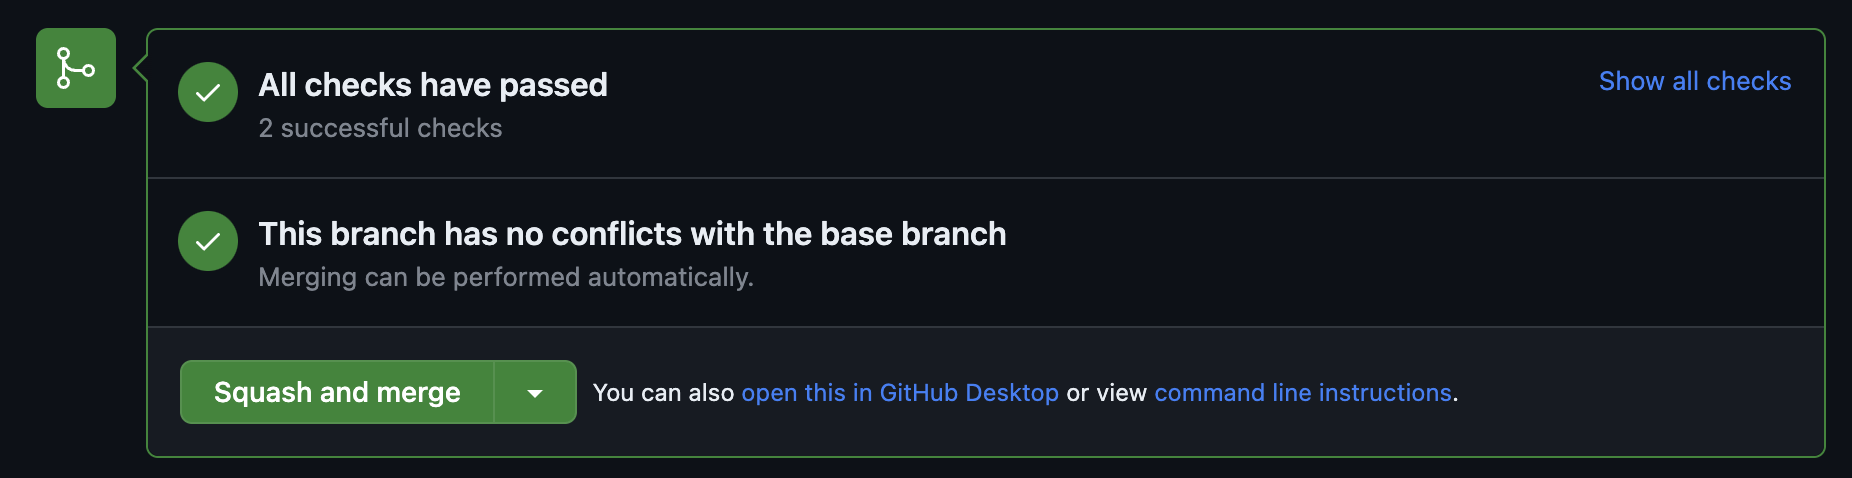 All checks have passed
Show all checks
2 successful checks
This branch has no conflicts with the base branch
Merging can be performed automatically.
Squash and merge
You can also open this in GitHub Desktop or view command line instructions.